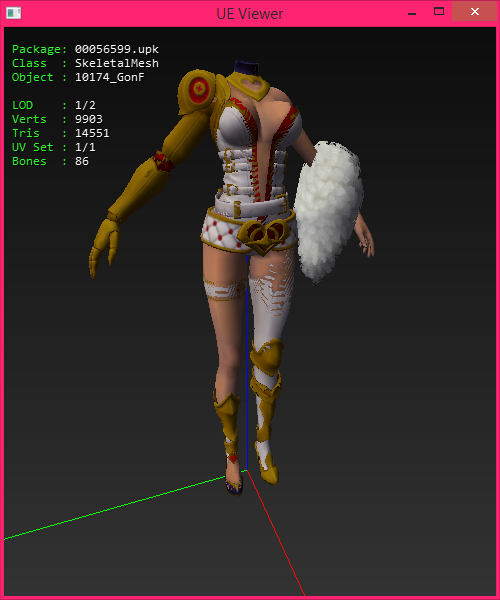 UE Viewer
Package: 00056599.upk
Class : SkeletalMesh
Object : 10174_GonF
LOD : 1/2
Verts : 9903
Tris : 14551
UV Set : 1/1
Bones : 86